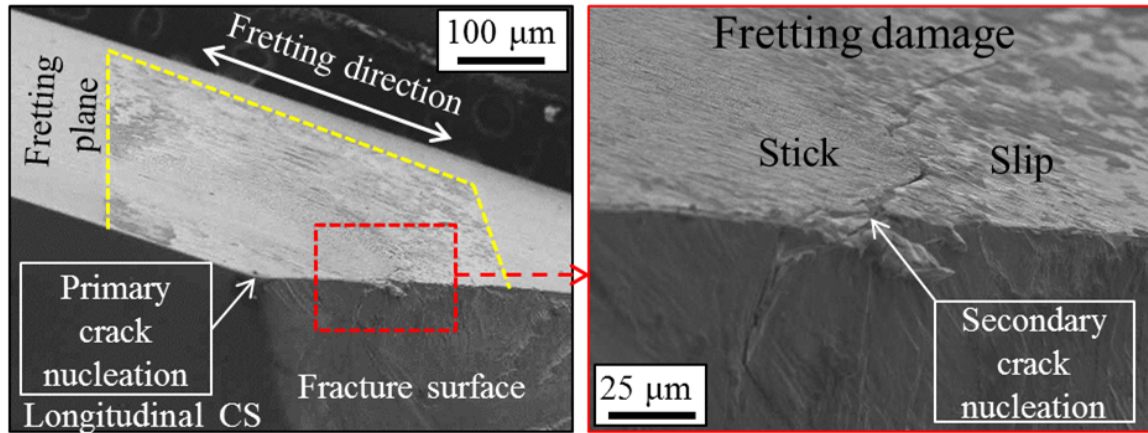 100 µm
Fretting direction
Fretting
plane
Primary
crack
nucleation
Longitudinal CS
Fracture surface
Fretting damage
Stick
Slip
25 µm
Secondary
crack
nucleation